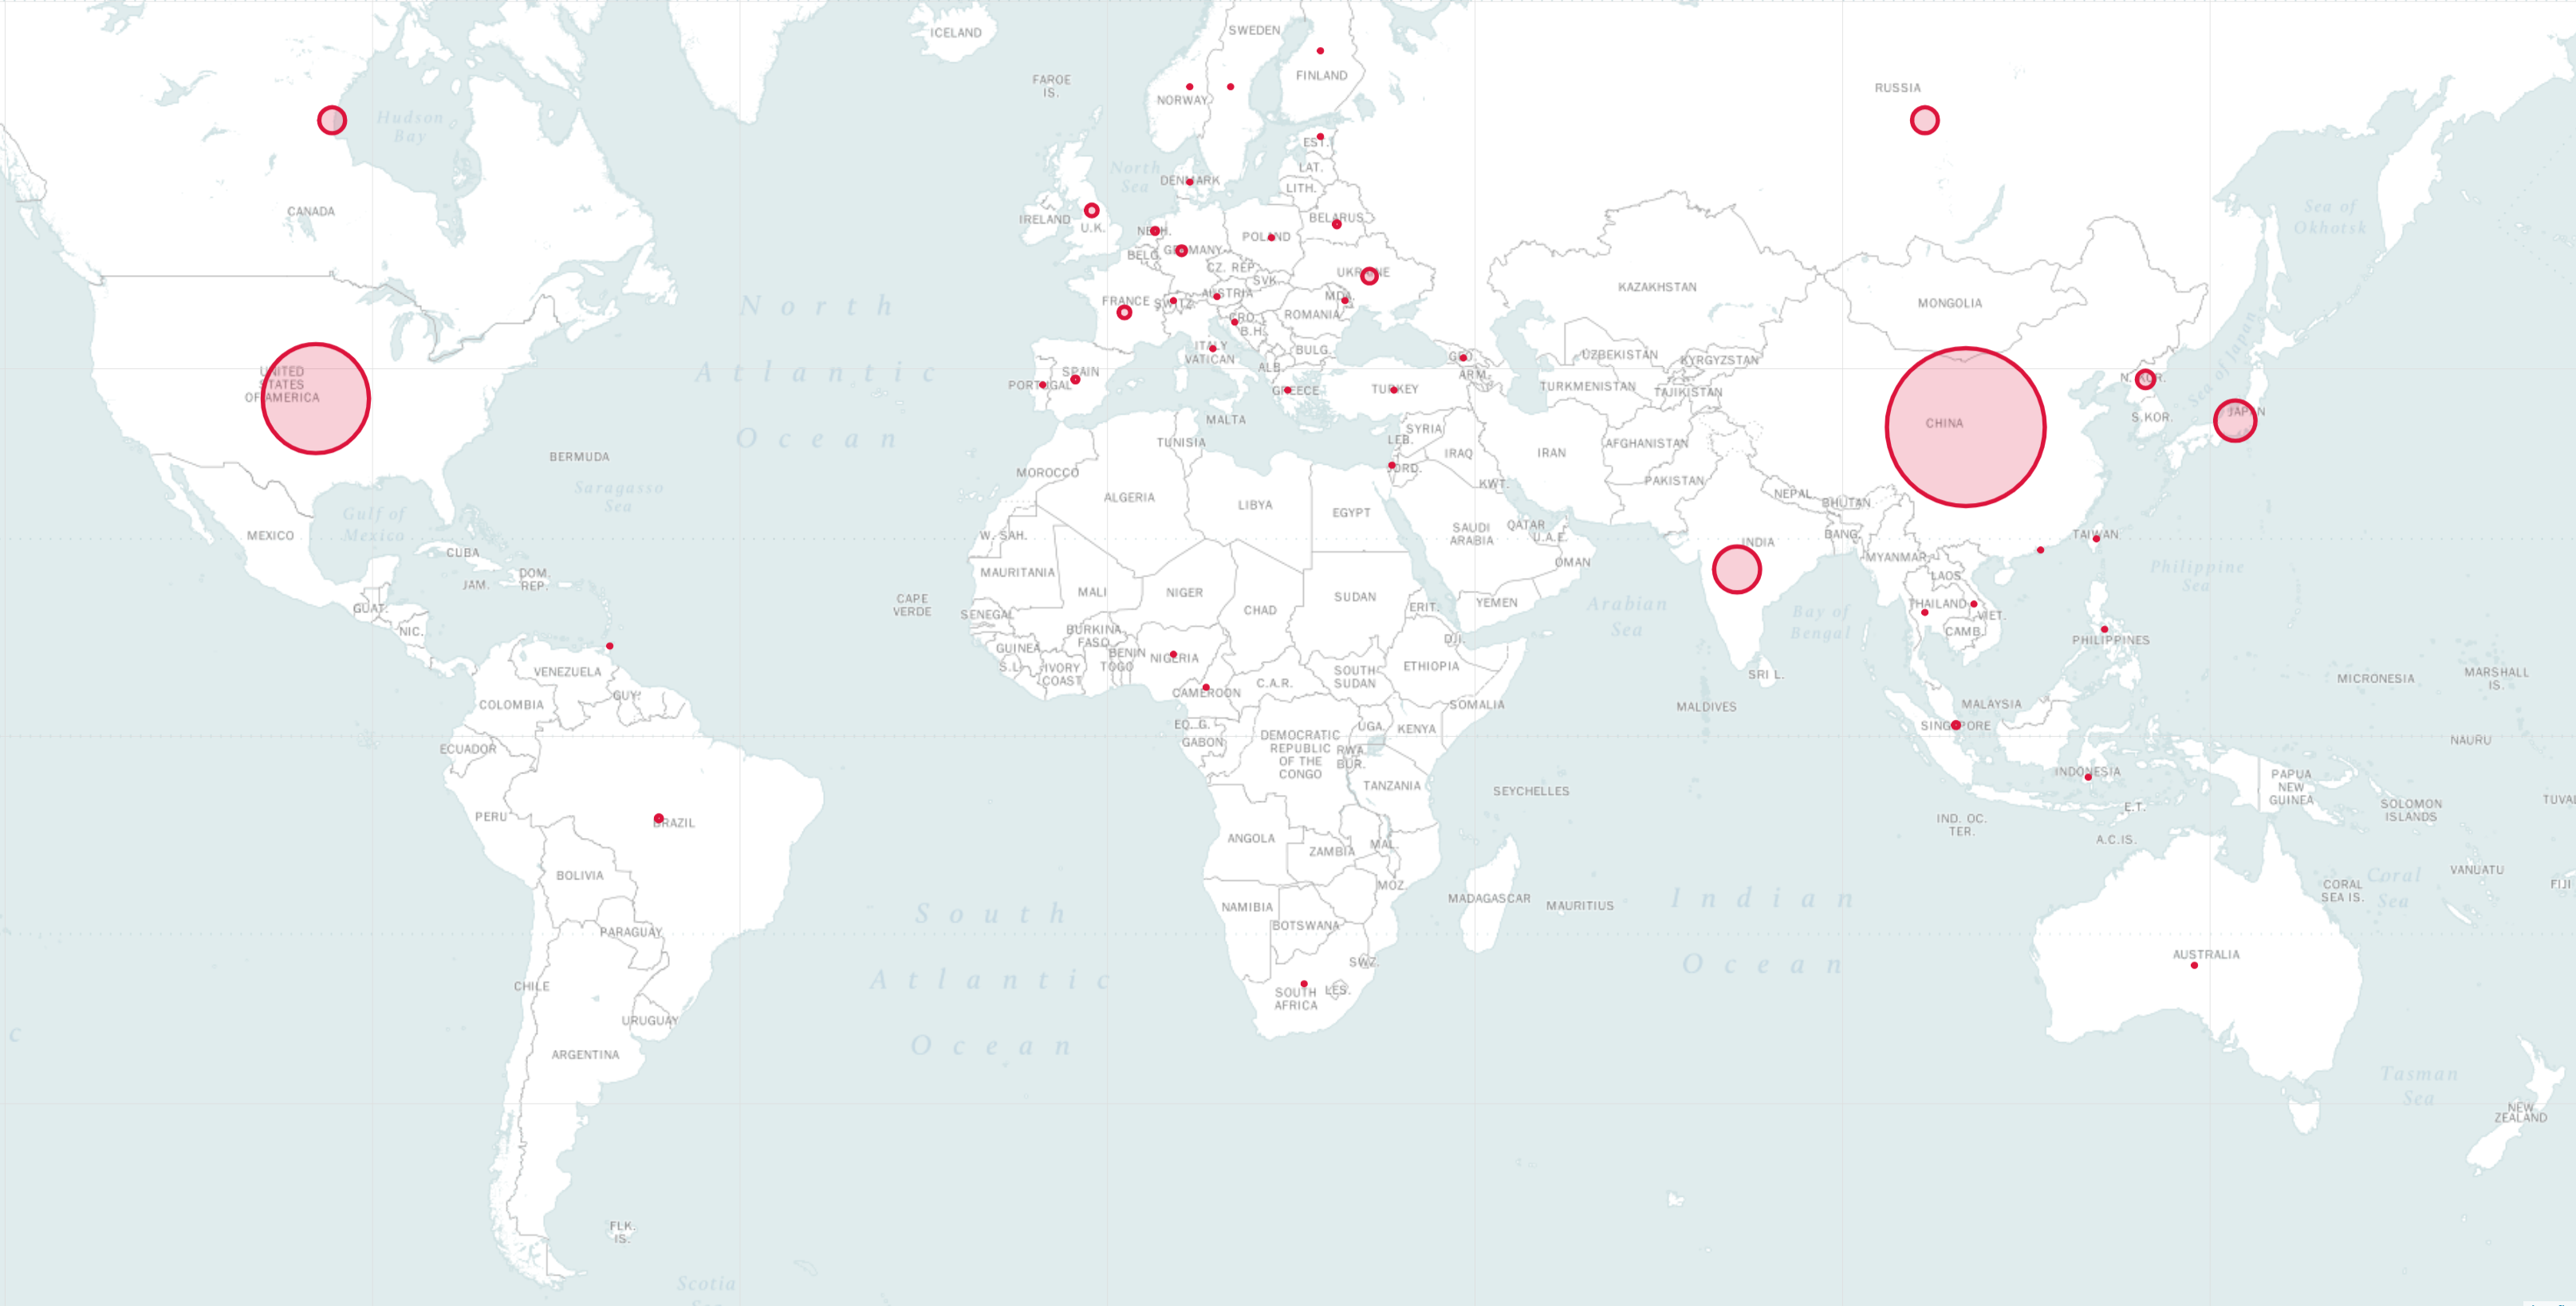 ICELAND
SWEDEN
FINLAND
FAROE
IS.
NORWAY
RUSSIA
Hudson
Bay
EST.
LAT.
LITH.
North
Sea
DENMARK
CANADA
IRELAND
U.K.
BELARUS
Sea of
Okhotsk
NETH.
POLAND
BELG.
GERMANY
CZ. REP.
SVK.
UKRAINE
KAZAKHSTAN
MONGOLIA
FRANCE
SWITZ.
AUSTRIA
MDA.
CRO.
B.H.
ROMANIA
North
Atlantic
Ocean
ITALY
VATICAN
BULG.
ALB.
GEO.
ARM.
UZBEKISTAN
KYRGYZSTAN
TURKMENISTAN
TAJIKISTAN
UNITED
STATES
OF AMERICA
PORTUGAL
SPAIN
GREECE
TURKEY
N. KOR.
S.KOR.
Sea of Japan
JAPAN
CHINA
MALTA
TUNISIA
SYRIA
LEB.
IRAQ
IRAN
AFGHANISTAN
BERMUDA
MOROCCO
JORD.
KWT.
PAKISTAN
Saragasso
Sea
ALGERIA
LIBYA
EGYPT
NEPAL
BHUTAN
Gulf of
Mexico
MEXICO
W. SAH.
SAUDI
ARABIA
QATAR
U.A.E.
INDIA
BANG.
TAIWAN
CUBA
JAM.
DOM.
REP.
MAURITANIA
MALI
NIGER
CHAD
SUDAN
OMAN
MYANMAR
LAOS
Philippine
Sea
GUAT.
NIC.
CAPE
VERDE
SENEGAL
ERIT.
YEMEN
Arabian
Sea
Bay of
Bengal
THAILAND
VIET.
CAMB.
GUINEA
S.L.
BURKINA
FASO
BENIN
TOGO
IVORY
COAST
NIGERIA
DJI.
ETHIOPIA
PHILIPPINES
VENEZUELA
GUY.
COLOMBIA
CAMEROON
C.A.R.
SOUTH
SUDAN
SOMALIA
SRI L.
MALDIVES
MALAYSIA
MICRONESIA
MARSHALL
IS.
EQ. G.
GABON
UGA.
KENYA
SINGAPORE
ECUADOR
DEMOCRATIC
REPUBLIC
OF THE
CONGO
RWA.
BUR.
NAURU
TANZANIA
SEYCHELLES
INDONESIA
PAPUA
NEW
GUINEA
SOLOMON
ISLANDS
TUVAL
PERU
BRAZIL
ANGOLA
ZAMBIA
MAL.
IND. OC.
TER.
E.T.
A.C.IS.
BOLIVIA
MOZ.
VANUATU
FIJI
CORAL
SEA IS.
Coral
Sea
NAMIBIA
BOTSWANA
MADAGASCAR
MAURITIUS
Indian
Ocean
South
Atlantic
Ocean
PARAGUAY
SWZ.
AUSTRALIA
CHILE
SOUTH
AFRICA
LES.
URUGUAY
c
ARGENTINA
Tasman
Sea
NEW
ZEALAND
FLK.
IS.
Scotia